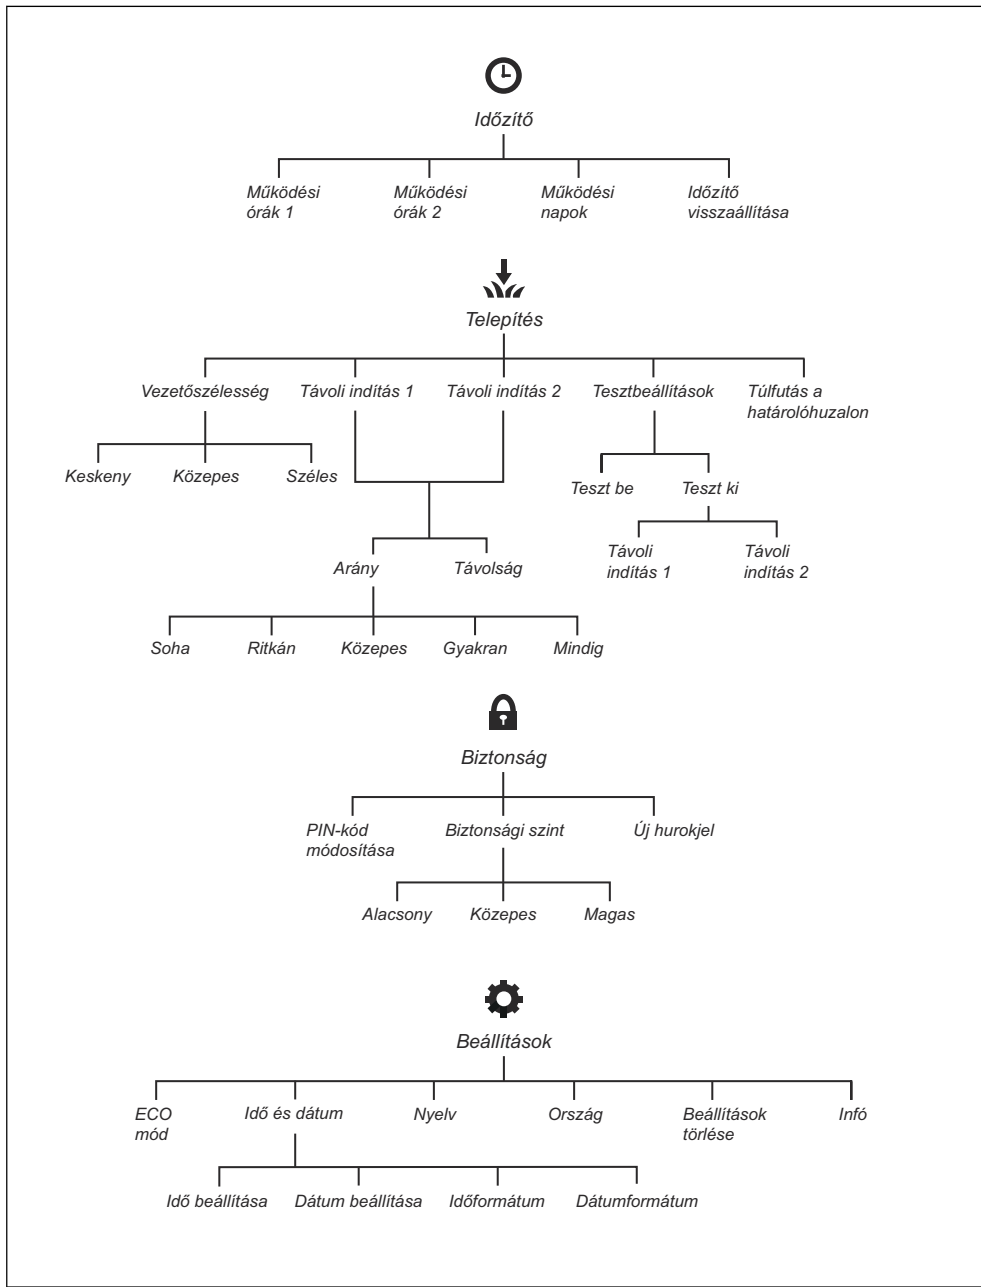 Időzítő
Működési órák 1
Működési órák 2
Működési napok
Időzítő visszaállítása
Telepítés
Vezetőszélesség
Távoli indítás 1
Távoli indítás 2
Tesztbeállítások
Túlfutás a határolóhuzalon
Keskeny
Közepes
Széles
Teszt be
Teszt ki
Arány
Távolság
Távoli indítás 1
Távoli indítás 2
Soha
Ritkán
Közepes
Gyakran
Mindig
Biztonság
PIN-kód módosítása
Biztonsági szint
Új hurokjel
Alacsony
Közepes
Magas
Beállítások
ECO mód
Idő és dátum
Nyelv
Ország
Beállítások törlése
Infó
Idő beállítása
Dátum beállítása
Időformátum
Dátumformátum